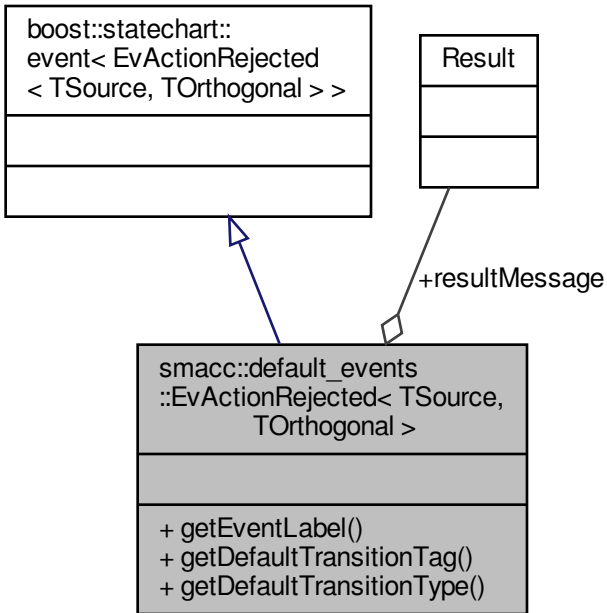 boost::statechart::
event< EvActionRejected
< TSource, TOrthogonal > >
Result
+resultMessage
smacc::default_events
::EvActionRejected< TSource,
TOrthogonal >
+ getEventLabel()
+ getDefaultTransitionTag()
+ getDefaultTransitionType()